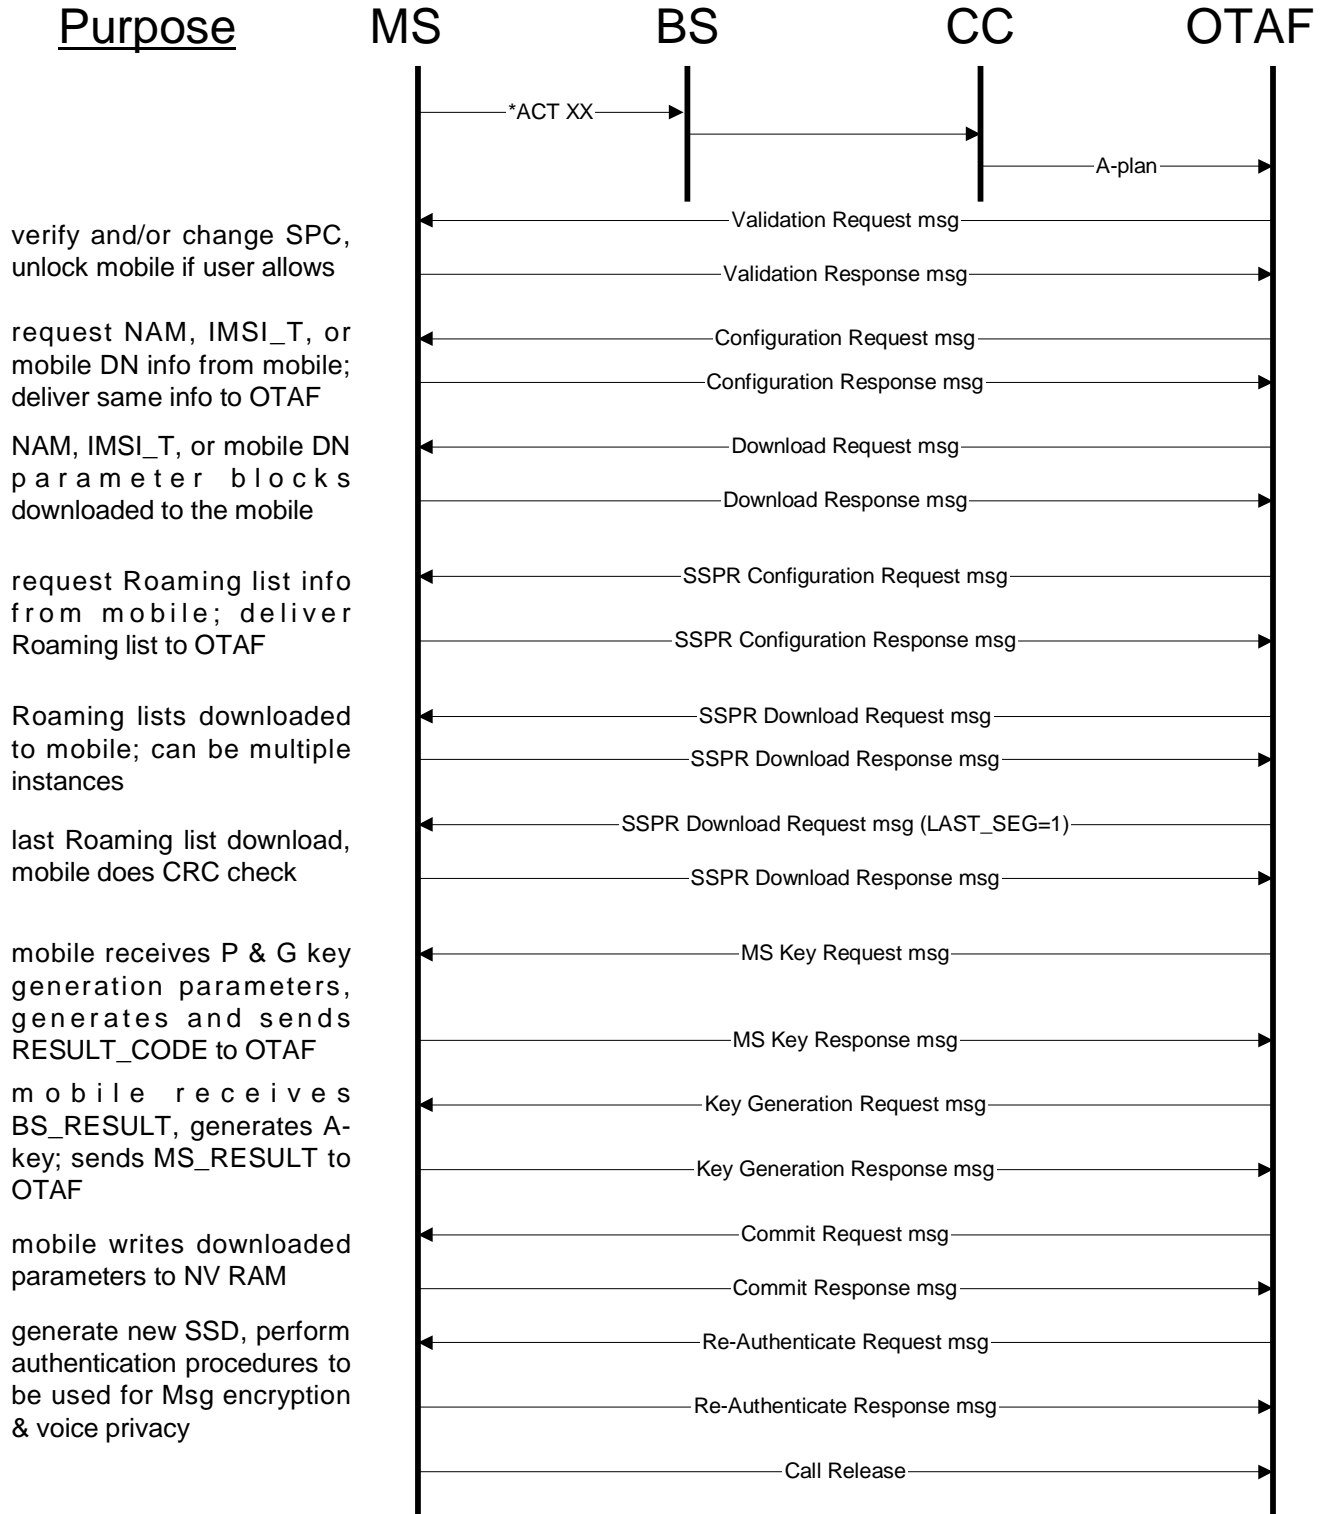 Purpose MS BS CC OTAF
*ACT XX
A-plan
Validation Request msg
verify and/or change SPC,
unlock mobile if user allows
Validation Response msg
request NAM, IMSI_T, or
mobile DN info from mobile;
deliver same info to OTAF
Configuration Request msg
Configuration Response msg
NAM, IMSI_T, or mobile DN
parameter blocks
downloaded to the mobile
Download Request msg
Download Response msg
request Roaming list info
from mobile; deliver
Roaming list to OTAF
SSPR Configuration Request msg
SSPR Configuration Response msg
Roaming lists downloaded
to mobile; can be multiple
instances
SSPR Download Request msg
SSPR Download Response msg
last Roaming list download,
mobile does CRC check
SSPR Download Request msg (LAST_SEG=1)
SSPR Download Response msg
mobile receives P & G key
generation parameters,
generates and sends
RESULT_CODE to OTAF
MS Key Request msg
MS Key Response msg
mobile receives
BS_RESULT, generates A-
key; sends MS_RESULT to
OTAF
Key Generation Request msg
Key Generation Response msg
mobile writes downloaded
parameters to NV RAM
Commit Request msg
Commit Response msg
generate new SSD, perform
authentication procedures to
be used for Msg encryption
& voice privacy
Re-Authenticate Request msg
Re-Authenticate Response msg
Call Release